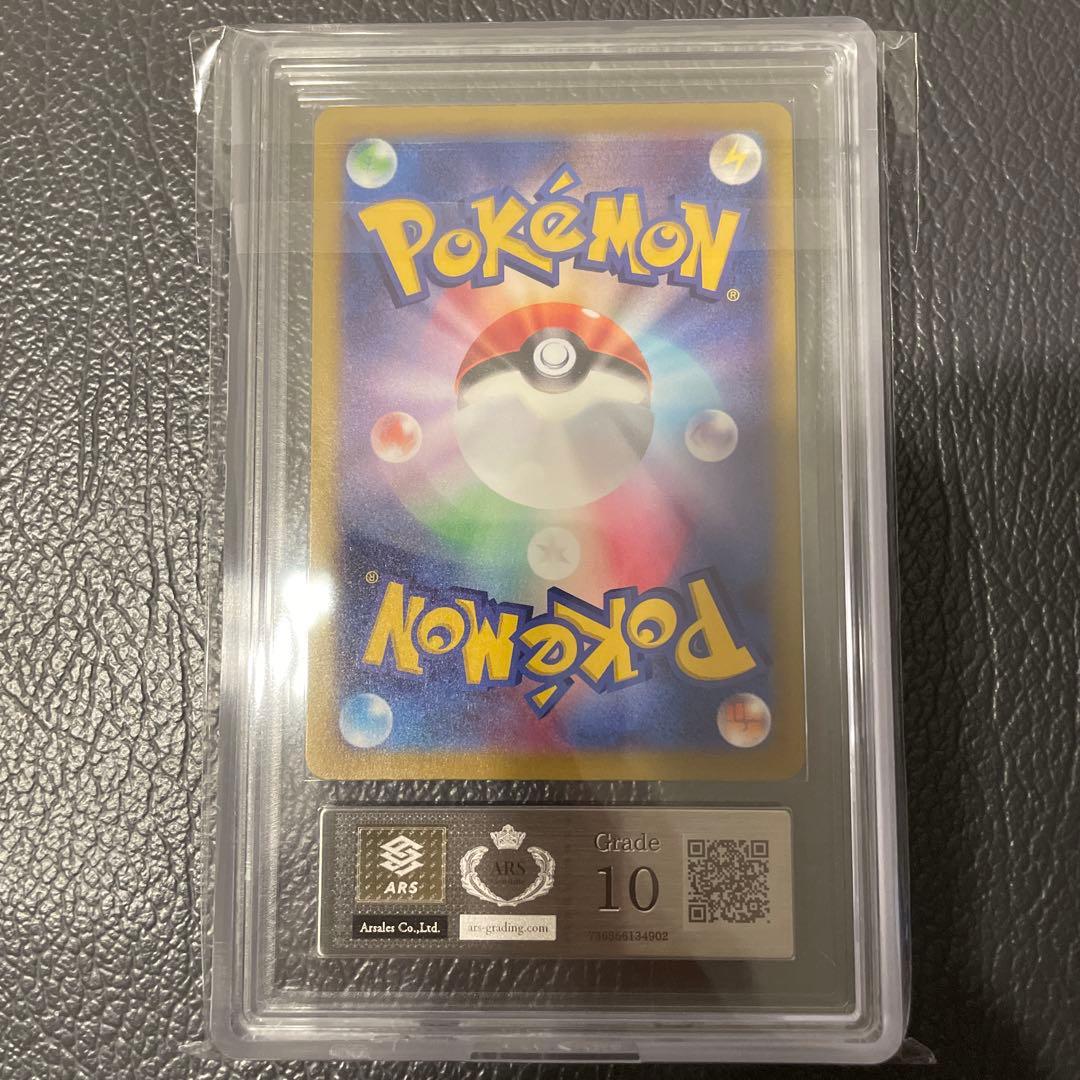 POKéMON
®
POKéMON
®
ARS
Arsales Co.,Ltd.
ARS
ars-grading.com
Grade
10